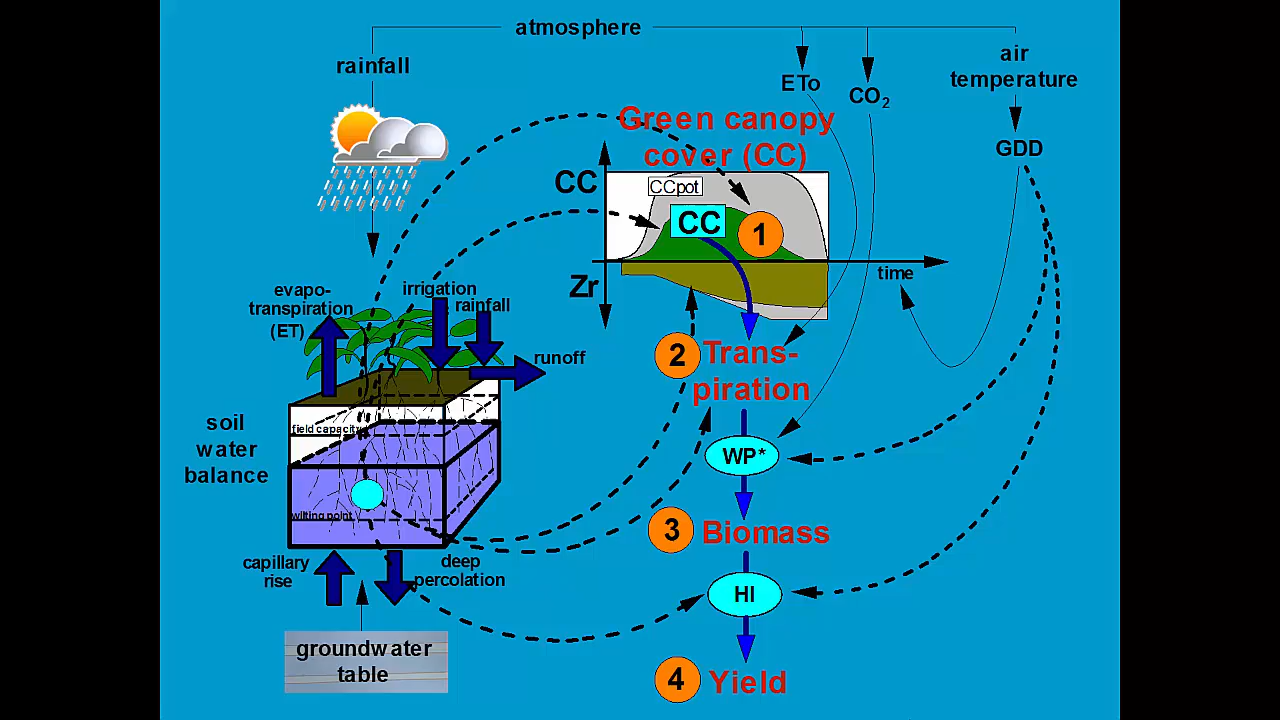 atmosphere
rainfall
ETo
CO₂
air
temperature
GDD
Green canopy
cover (CC)
CC
CCpot
CC
1
Zr
time
evapo-
transpiration
(ET)
irrigation
rainfall
runoff
2
Trans-
piration
soil
water
balance
field capacity
wilting point
WP*
3
Biomass
capillary
rise
deep
percolation
HI
groundwater
table
4
Yield